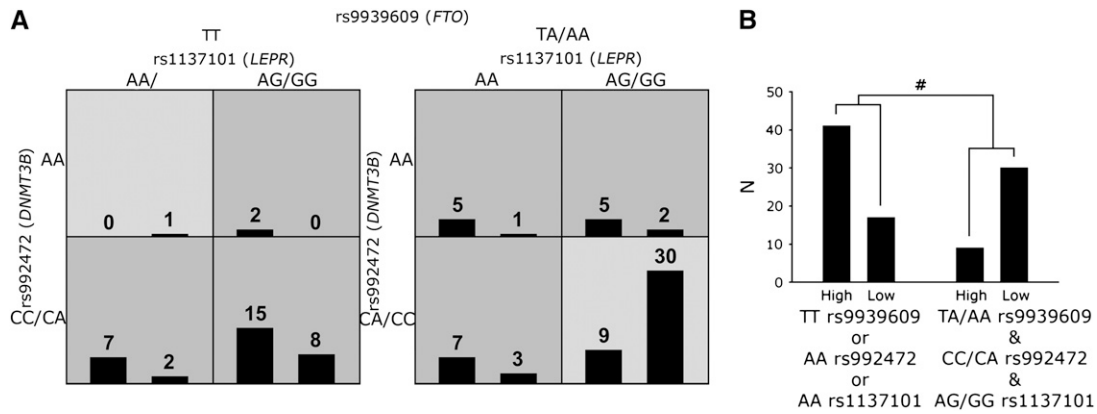 A
rs9939609 (FTO)
TT
TA/AA
rs1137101 (LEPR)
rs1137101 (LEPR)
AA/
AG/GG
AA
AG/GG
rs992472 (DNMT3B)
AA
0
1
2
0
CC/CA
7
2
15
8
rs992472 (DNMT3B)
AA
5
1
5
2
CA/CC
7
3
9
30
B
#
50
40
30
20
10
0
N
High
Low
High
Low
TT rs9939609
or
AA rs992472
or
AA rs1137101
TA/AA rs9939609
&
CC/CA rs992472
&
AG/GG rs1137101